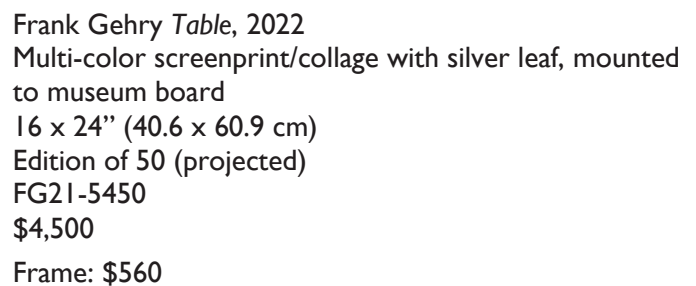 Frank Gehry Table, 2022
Multi-color screenprint/collage with silver leaf, mounted
to museum board
16 x 24” (40.6 x 60.9 cm)
Edition of 50 (projected)
FG21-5450
$4,500
Frame: $560